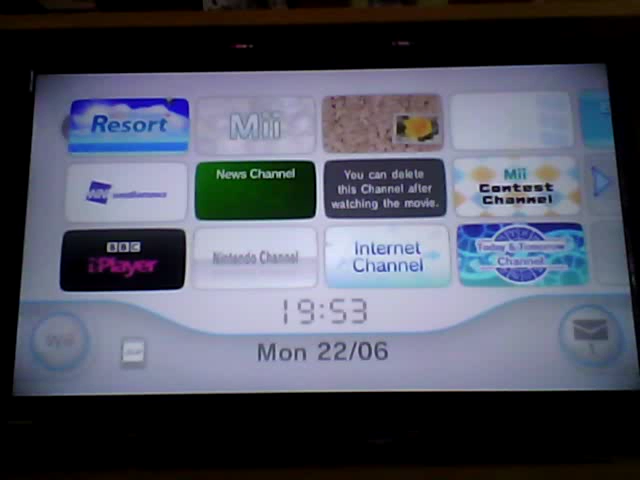 Resort
Mii
News Channel
You can delete
this Channel after
watching the movie.
Mii
Contest
Channel
BBC
iPlayer
Nintendo Channel
Internet
Channel
Today & Tomorrow
Channel
19:53
Mon 22/06
Wii
1